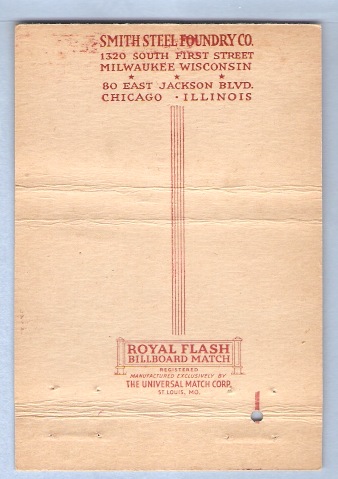 SMITH STEEL FOUNDRY CO.
1320 SOUTH FIRST STREET
MILWAUKEE WISCONSIN
★ ★ ★
80 EAST JACKSON BLVD.
CHICAGO · ILLINOIS
ROYAL FLASH
BILLBOARD MATCH
REGISTERED
MANUFACTURED EXCLUSIVELY BY
THE UNIVERSAL MATCH CORP.
ST LOUIS, MO.